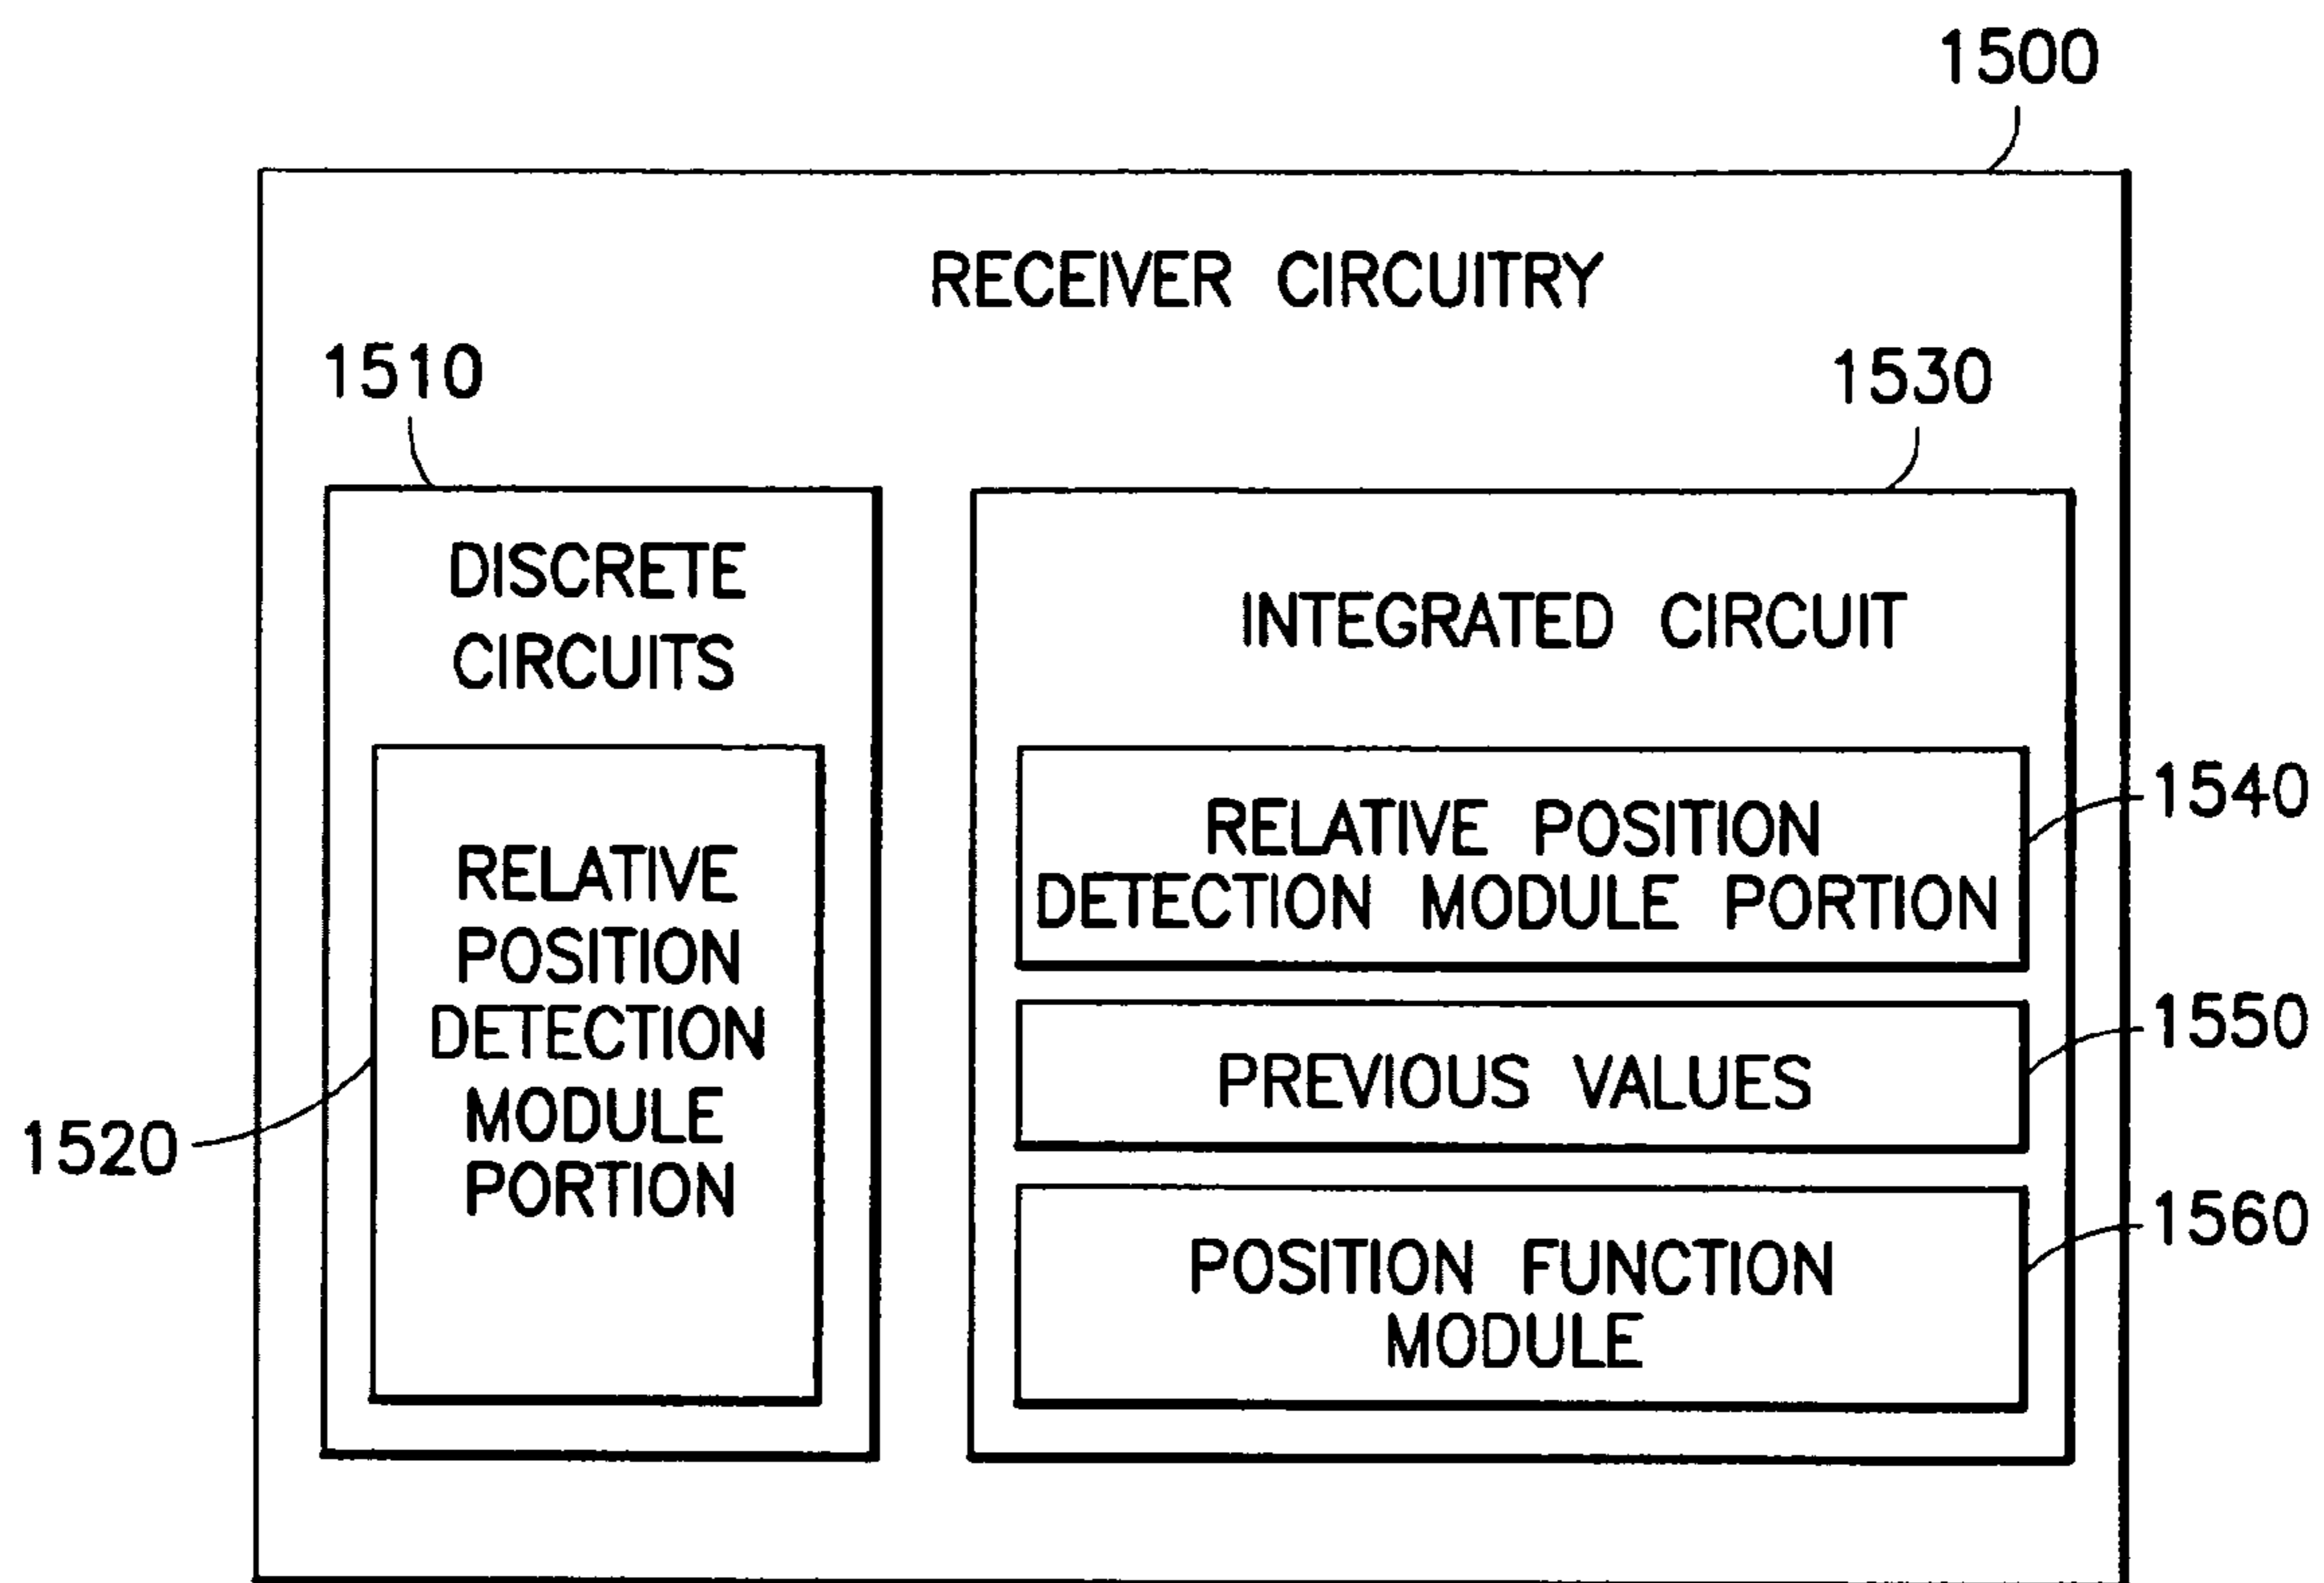 1500
RECEIVER CIRCUITRY
1510
1530
DISCRETE
CIRCUITS
INTEGRATED CIRCUIT
RELATIVE
POSITION
DETECTION
MODULE
PORTION
1520
RELATIVE POSITION
DETECTION MODULE PORTION
1540
PREVIOUS VALUES
1550
POSITION FUNCTION
MODULE
1560